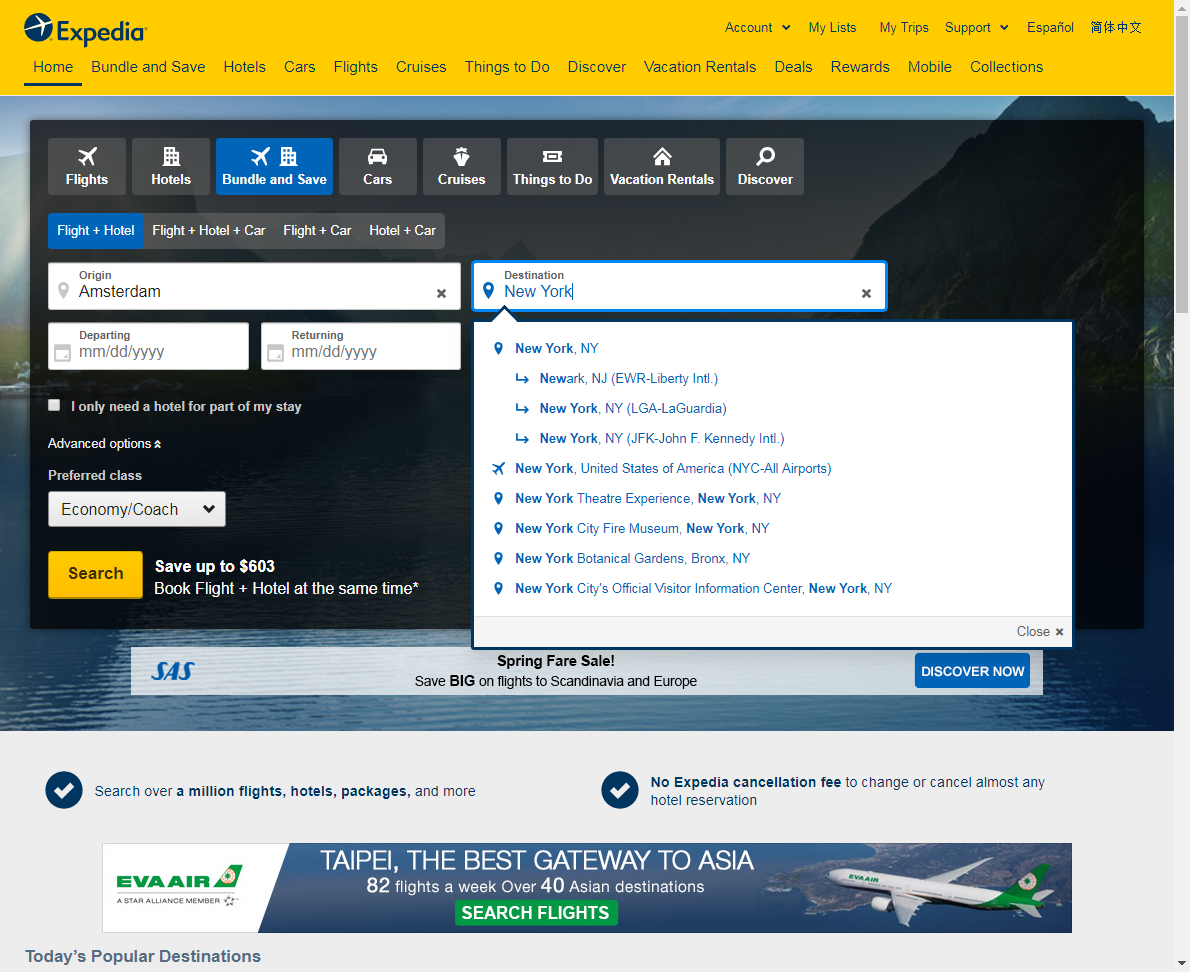 Expedia
Account My Lists My Trips Support Español 简体中文
Home Bundle and Save Hotels Cars Flights Cruises Things to Do Discover Vacation Rentals Deals Rewards Mobile Collections
Flights Hotels Bundle and Save Cars Cruises Things to Do Vacation Rentals Discover
Flight + Hotel Flight + Hotel + Car Flight + Car Hotel + Car
Origin
Amsterdam
Destination
New York
Departing
mm/dd/yyyy
Returning
mm/dd/yyyy
I only need a hotel for part of my stay
Advanced options
Preferred class
Economy/Coach
Search
Save up to $603
Book Flight + Hotel at the same time*
New York, NY
Newark, NJ (EWR-Liberty Intl.)
New York, NY (LGA-LaGuardia)
New York, NY (JFK-John F. Kennedy Intl.)
New York, United States of America (NYC-All Airports)
New York Theatre Experience, New York, NY
New York City Fire Museum, New York, NY
New York Botanical Gardens, Bronx, NY
New York City's Official Visitor Information Center, New York, NY
Close
SAS
Spring Fare Sale!
Save BIG on flights to Scandinavia and Europe
DISCOVER NOW
Search over a million flights, hotels, packages, and more
No Expedia cancellation fee to change or cancel almost any
hotel reservation
EVA AIR
A STAR ALLIANCE MEMBER
TAIPEI, THE BEST GATEWAY TO ASIA
82 flights a week Over 40 Asian destinations
SEARCH FLIGHTS
EVA AIR
Today's Popular Destinations